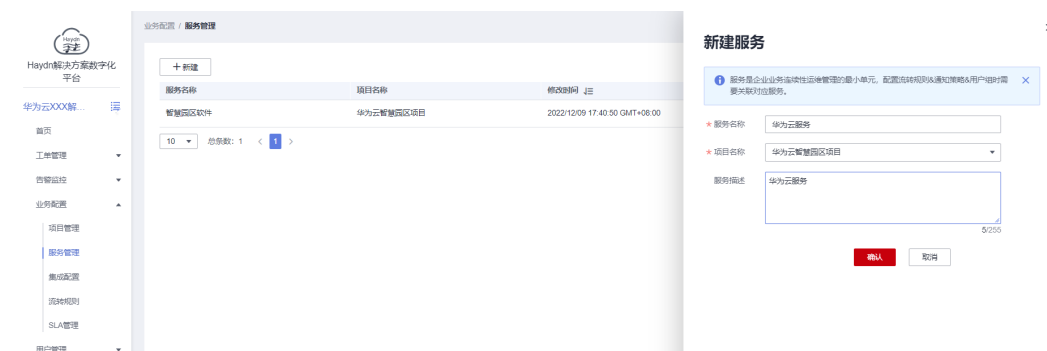 业务配置 / 服务管理
Haydn
Haydn解决方案数字化
平台
华为云XXX解...
首页
工单管理
告警监控
业务配置
项目管理
服务管理
集成配置
流转规则
SLA管理
用户管理
新建
服务名称 项目名称 修改时间
智慧园区软件 华为云智慧园区项目 2022/12/09 17:40:50 GMT+08:00
10 总条数: 1 < 1 >
新建服务
服务是企业业务连续性运维管理的最小单元。配置流转规则&通知策略&用户组时需
要关联对应服务。
* 服务名称 华为云服务
* 项目名称 华为云智慧园区项目
服务描述 华为云服务
5/255
确认 取消